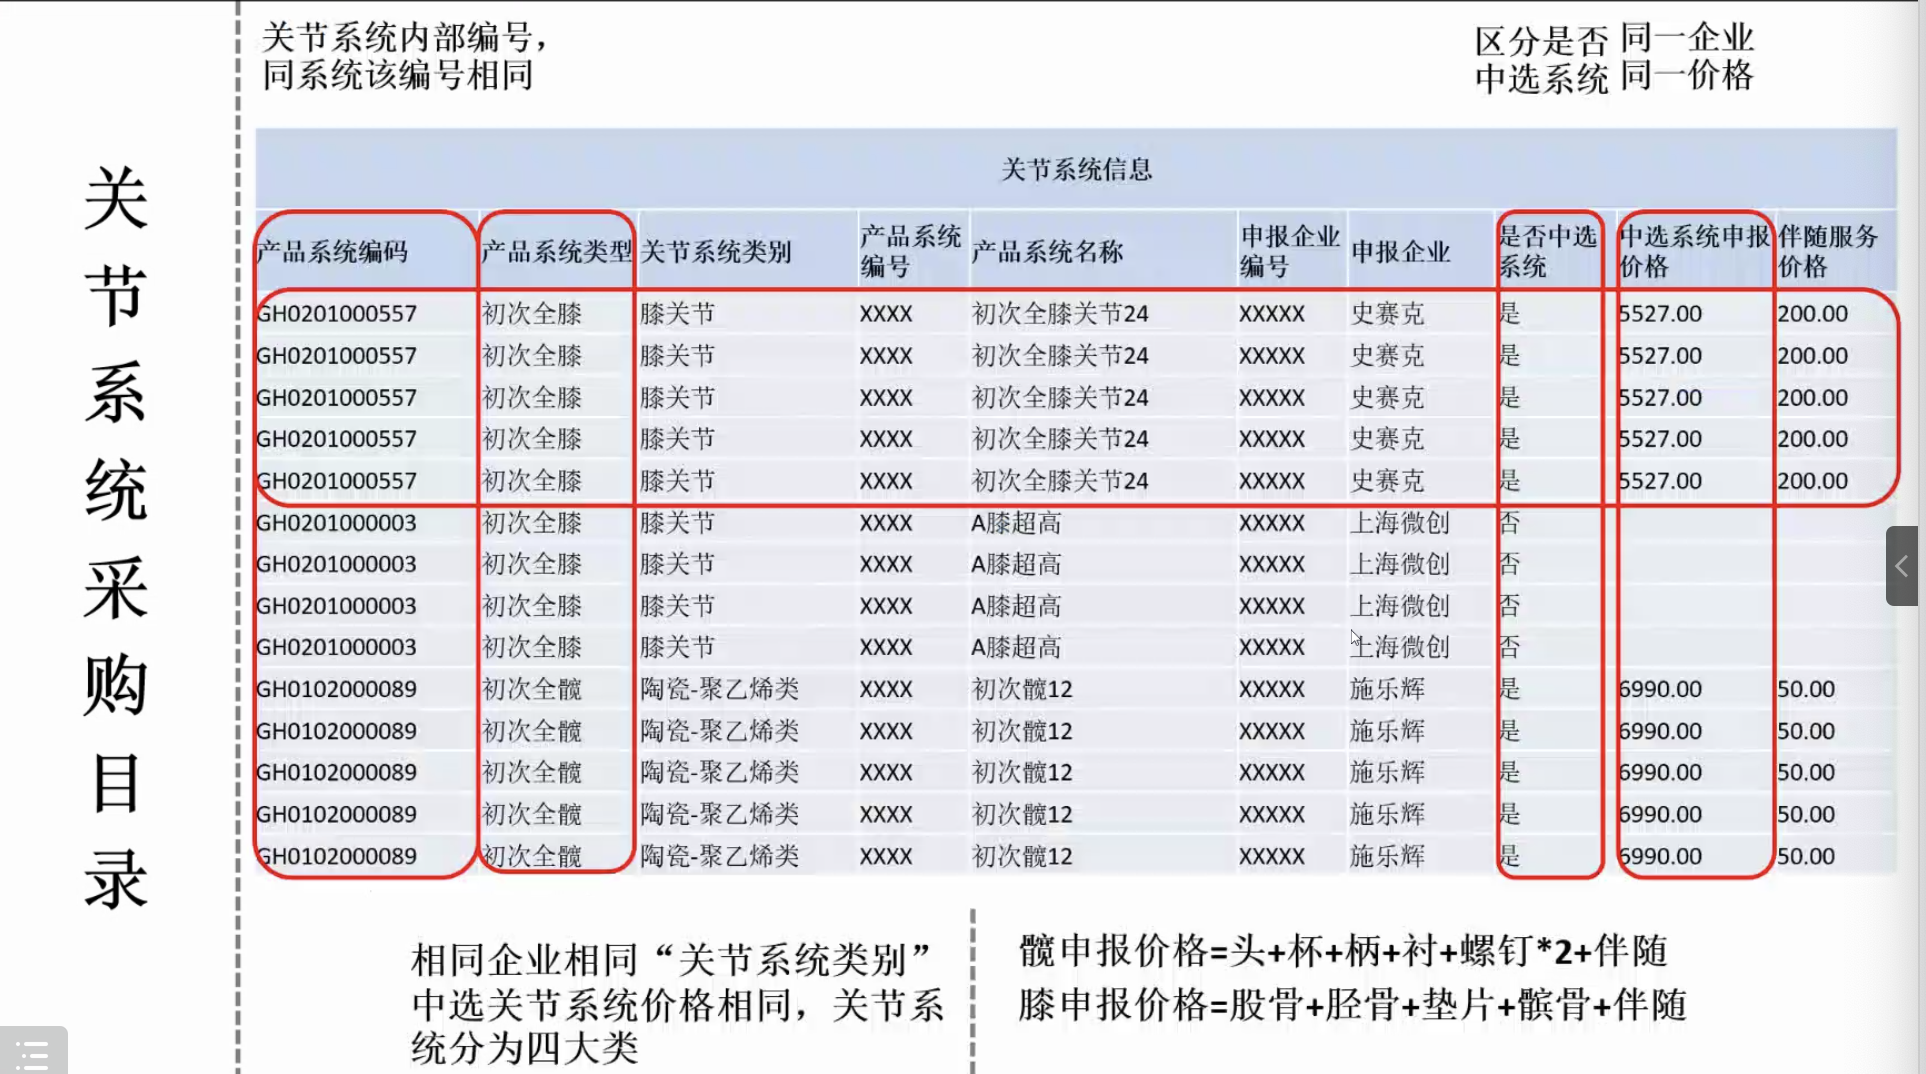 关节系统采购目录
关节系统内部编号，
同系统该编号相同
区分是否 同一企业
中选系统 同一价格
关节系统信息
产品系统编码 产品系统类型 关节系统类别 产品系统编号 产品系统名称 申报企业编号 申报企业 是否中选系统 中选系统申报价格 伴随服务价格
GH0201000557 初次全膝 膝关节 XXXX 初次全膝关节24 XXXXX 史赛克 是 5527.00 200.00
GH0201000557 初次全膝 膝关节 XXXX 初次全膝关节24 XXXXX 史赛克 是 5527.00 200.00
GH0201000557 初次全膝 膝关节 XXXX 初次全膝关节24 XXXXX 史赛克 是 5527.00 200.00
GH0201000557 初次全膝 膝关节 XXXX 初次全膝关节24 XXXXX 史赛克 是 5527.00 200.00
GH0201000557 初次全膝 膝关节 XXXX 初次全膝关节24 XXXXX 史赛克 是 5527.00 200.00
GH0201000003 初次全膝 膝关节 XXXX A膝超高 XXXXX 上海微创 否
GH0201000003 初次全膝 膝关节 XXXX A膝超高 XXXXX 上海微创 否
GH0201000003 初次全膝 膝关节 XXXX A膝超高 XXXXX 上海微创 否
GH0201000003 初次全膝 膝关节 XXXX A膝超高 XXXXX 上海微创 否
GH0102000089 初次全髋 陶瓷-聚乙烯类 XXXX 初次髋12 XXXXX 施乐辉 是 6990.00 50.00
GH0102000089 初次全髋 陶瓷-聚乙烯类 XXXX 初次髋12 XXXXX 施乐辉 是 6990.00 50.00
GH0102000089 初次全髋 陶瓷-聚乙烯类 XXXX 初次髋12 XXXXX 施乐辉 是 6990.00 50.00
GH0102000089 初次全髋 陶瓷-聚乙烯类 XXXX 初次髋12 XXXXX 施乐辉 是 6990.00 50.00
GH0102000089 初次全髋 陶瓷-聚乙烯类 XXXX 初次髋12 XXXXX 施乐辉 是 6990.00 50.00
相同企业相同“关节系统类别”
中选关节系统价格相同，关节系
统分为四大类
髋申报价格=头+杯+柄+衬+螺钉*2+伴随
膝申报价格=股骨+胫骨+垫片+髌骨+伴随